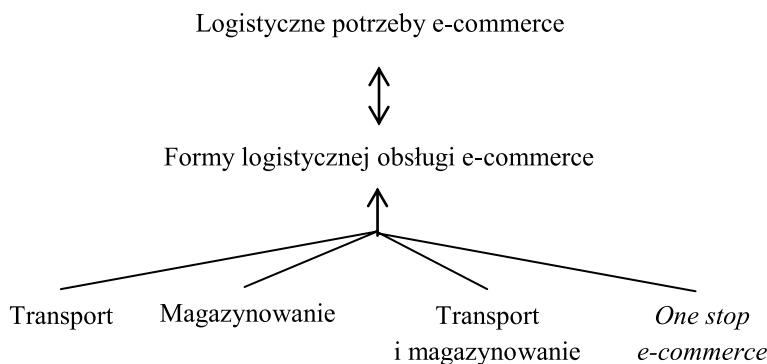 Logistyczne potrzeby e-commerce
Formy logistycznej obsługi e-commerce
Transport
Magazynowanie
Transport
i magazynowanie
One stop
e-commerce